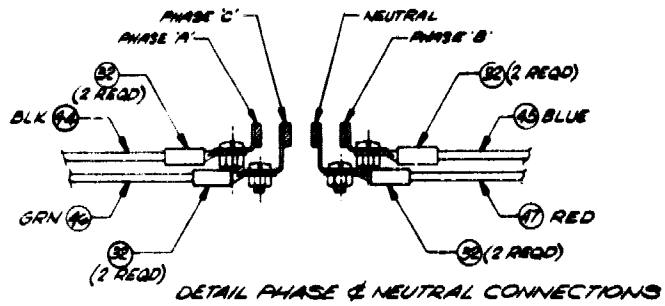 PHASE 'C'
NEUTRAL
PHASE 'A'
PHASE 'B'
32
(2 REQD)
32 (2 REQD)
BLK 44
45 BLUE
GRN 46
47 RED
32
(2 REQD)
32 (2 REQD)
DETAIL PHASE & NEUTRAL CONNECTIONS